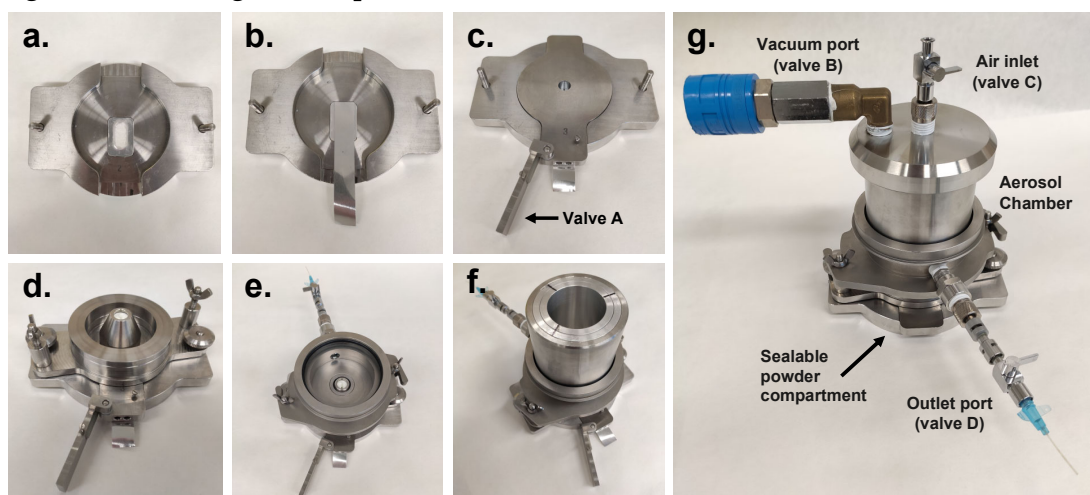 a.
b.
c.
Valve A
d.
e.
f.
g.
Vacuum port
(valve B)
Air inlet
(valve C)
Aerosol
Chamber
Sealable
powder
compartment
Outlet port
(valve D)